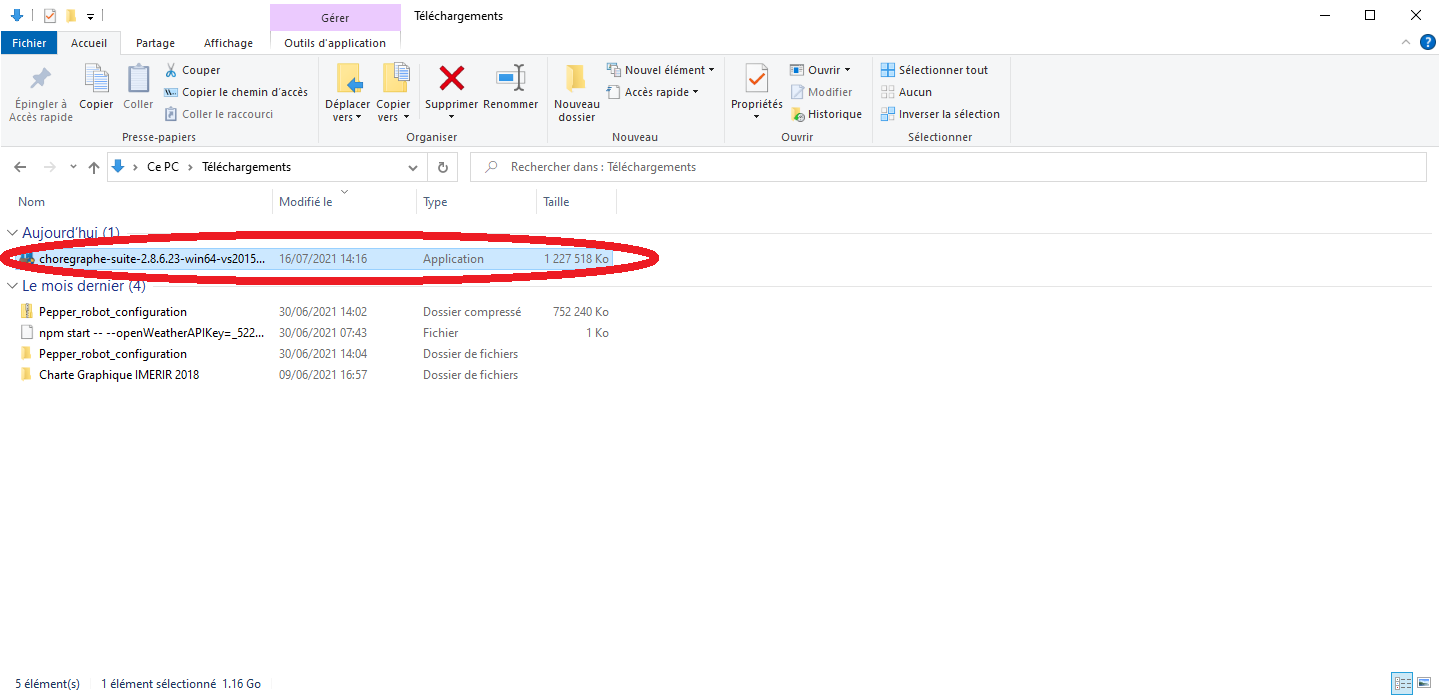 Gérer
Téléchargements
Fichier
Accueil
Partage
Affichage
Outils d'application
?
Épingler à
Accès rapide
Copier
Coller
Couper
Copier le chemin d'accès
Coller le raccourci
Presse-papiers
Déplacer
vers
Copier
vers
Supprimer
Renommer
Organiser
Nouveau
dossier
Nouvel élément
Accès rapide
Nouveau
Propriétés
Ouvrir
Modifier
Historique
Ouvrir
Sélectionner tout
Aucun
Inverser la sélection
Sélectionner
Ce PC
Téléchargements
Rechercher dans : Téléchargements
Nom
Modifié le
Type
Taille
Aujourd'hui (1)
choregraphe-suite-2.8.6.23-win64-vs2015... 16/07/2021 14:16 Application 1 227 518 Ko
Le mois dernier (4)
Pepper_robot_configuration 30/06/2021 14:02 Dossier compressé 752 240 Ko
npm start -- --openWeatherAPIKey=_522... 30/06/2021 07:43 Fichier 1 Ko
Pepper_robot_configuration 30/06/2021 14:04 Dossier de fichiers
Charte Graphique IMERIR 2018 09/06/2021 16:57 Dossier de fichiers
5 élément(s)
1 élément sélectionné 1.16 Go